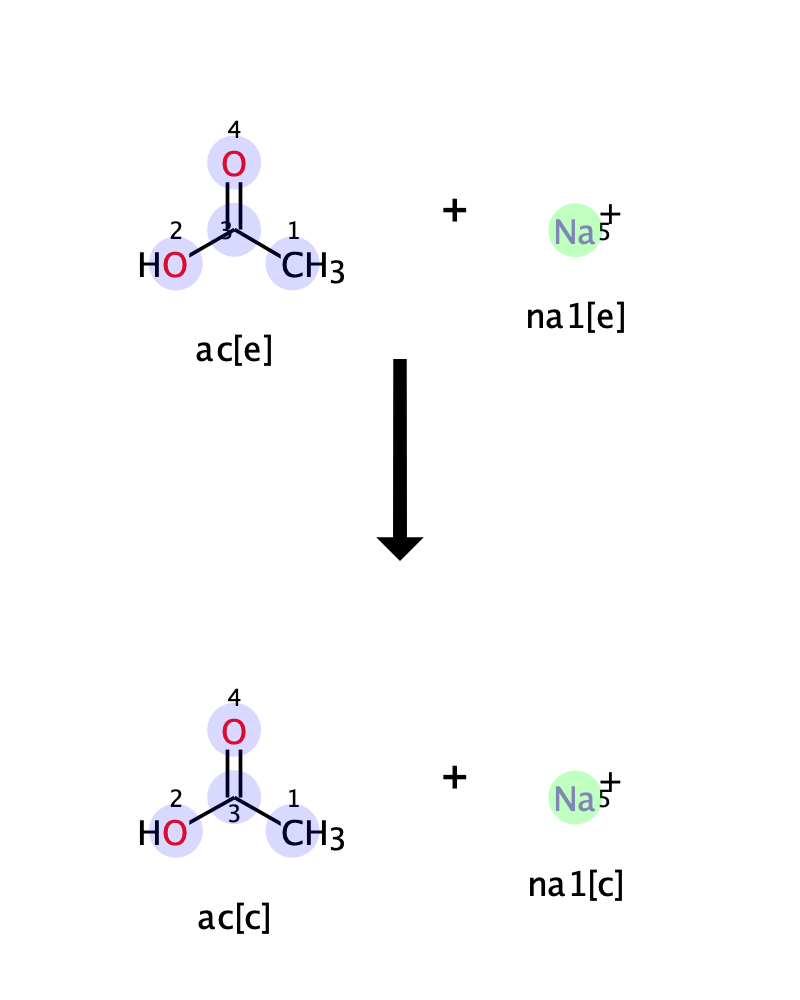 4
O
2 3 1
HO CH3
+
Na+
5
na1[e]
ac[e]
4
O
2 1
3
HO CH3
+
Na+
5
na1[c]
ac[c]